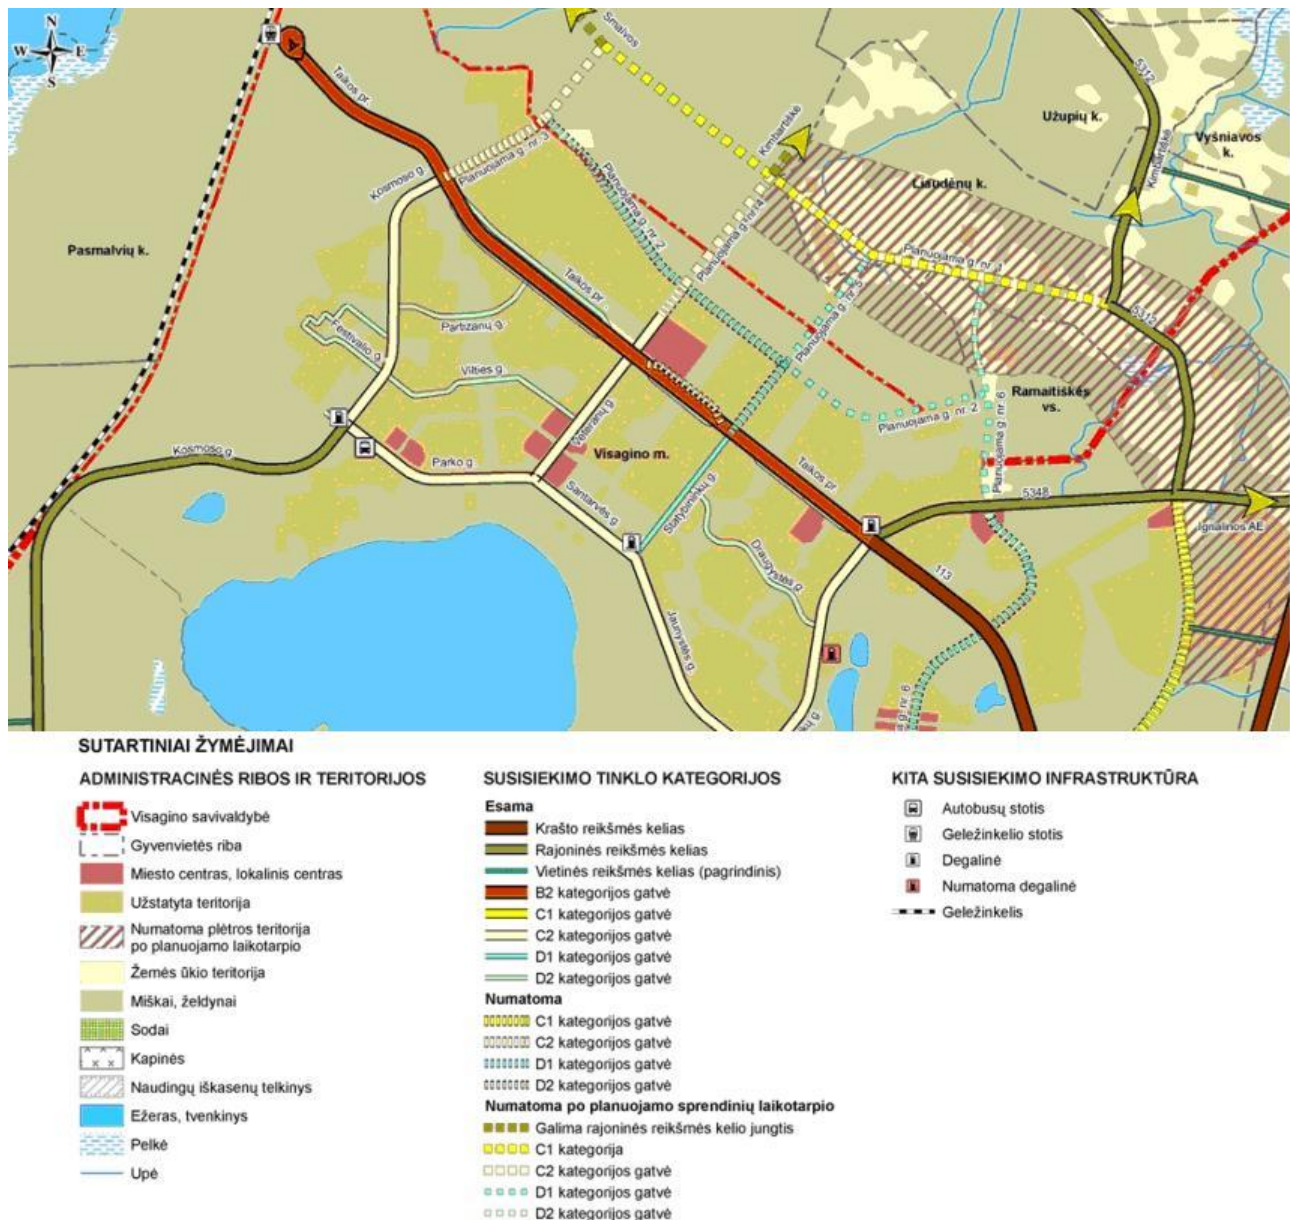 N
W E
S
Smalvos
Taikos pr.
Kimbartiškė
5312
Užupių k.
Vyšniavos
k.
Kimbartiškė
Planuojama g. nr. 3
Kosmoso g.
Planuojama g. nr. 2
Planuojama g. nr. 4
Liaudėnų k.
Pasmalvių k.
Planuojama g. nr. 1
Planuojama g. nr. 5
Taikos pr.
5312
Partizanų g.
Festivalio g.
Vilties g.
Ramaitiškės
vs.
Planuojama g. nr. 2
Planuojama g. nr. 6
Veteranų g.
Kosmoso g.
Parko g.
Visagino m.
Taikos pr.
Santarvės g.
Statybininkų g.
5348
Ignalinos AE
Draugystės g.
113
Jaunystės g.
kų g.
a g. nr. 6
SUTARTINIAI ŽYMĖJIMAI
ADMINISTRACINĖS RIBOS IR TERITORIJOS
Visagino savivaldybė
Gyvenvietės riba
Miesto centras, lokalinis centras
Užstatyta teritorija
Numatoma plėtros teritorija
po planuojamo laikotarpio
Žemės ūkio teritorija
Miškai, želdynai
Sodai
Kapinės
Naudingų iškasenų telkinys
Ežeras, tvenkinys
Pelkė
Upė
SUSISIEKIMO TINKLO KATEGORIJOS
Esama
Krašto reikšmės kelias
Rajoninės reikšmės kelias
Vietinės reikšmės kelias (pagrindinis)
B2 kategorijos gatvė
C1 kategorijos gatvė
C2 kategorijos gatvė
D1 kategorijos gatvė
D2 kategorijos gatvė
Numatoma
C1 kategorijos gatvė
C2 kategorijos gatvė
D1 kategorijos gatvė
D2 kategorijos gatvė
Numatoma po planuojamo sprendinių laikotarpio
Galima rajoninės reikšmės kelio jungtis
C1 kategorija
C2 kategorijos gatvė
D1 kategorijos gatvė
D2 kategorijos gatvė
KITA SUSISIEKIMO INFRASTRUKTŪRA
Autobusų stotis
Geležinkelio stotis
Degalinė
Numatoma degalinė
Geležinkelis